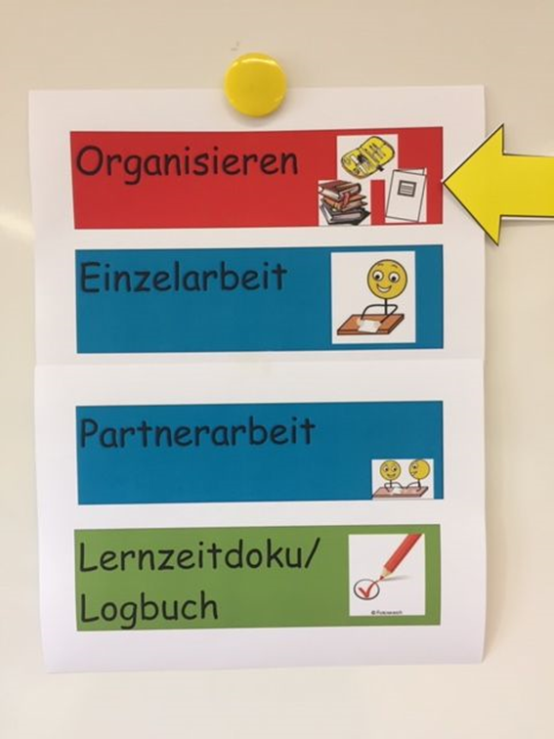 Organisieren
Einzelarbeit
Partnerarbeit
Lernzeitdoku/
Logbuch